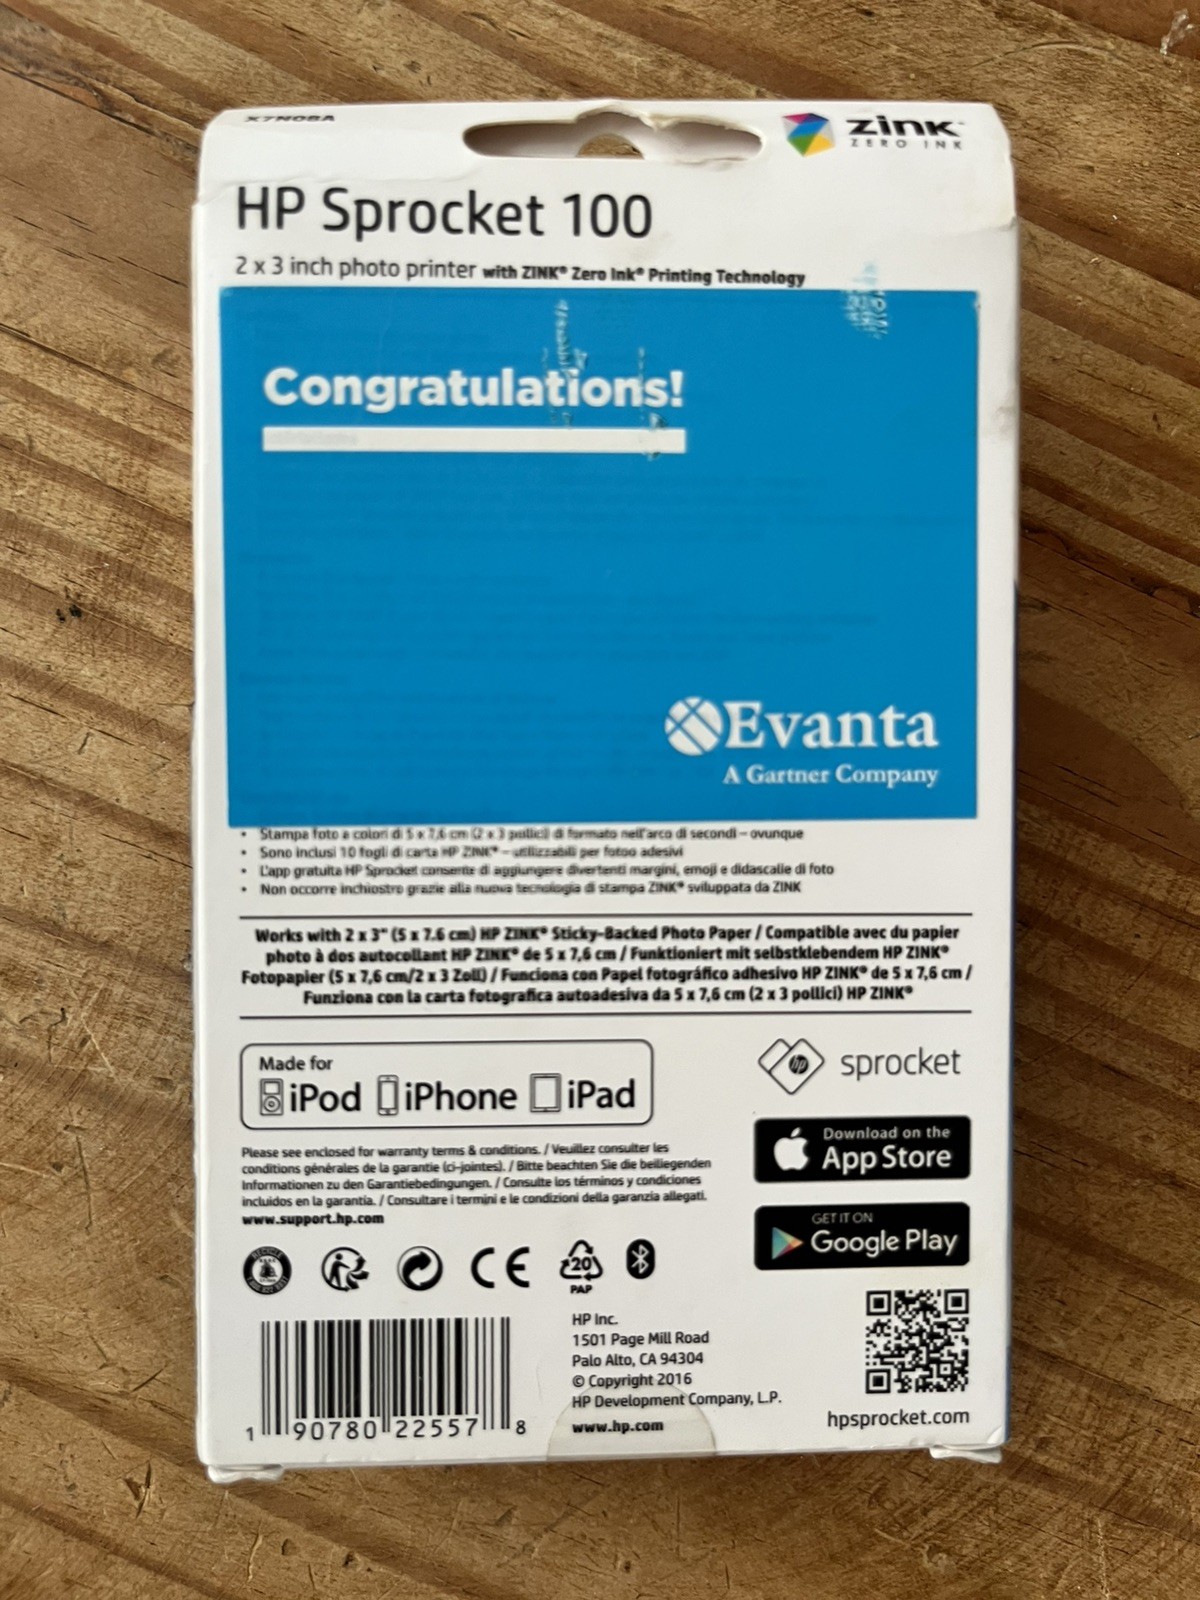 X7N08A
zink
ZERO INK
HP Sprocket 100
2 x 3 inch photo printer with ZINK® Zero Ink® Printing Technology
Congratulations!
Evanta
A Gartner Company
• Stampa foto a colori di 5 x 7,6 cm (2 x 3 pollici) di formato nell'arco di secondi – ovunque
• Sono inclusi 10 fogli di carta HP ZINK® – utilizzabili per fotoo adesivi
• L'app gratuita HP Sprocket consente di aggiungere divertenti margini, emoji e didascalie di foto
• Non occorre inchiostro grazie alla nuova tecnologia di stampa ZINK® sviluppata da ZINK
Works with 2 x 3" (5 x 7.6 cm) HP ZINK® Sticky-Backed Photo Paper / Compatible avec du papier
photo à dos autocollant HP ZINK® de 5 x 7,6 cm / Funktioniert mit selbstklebendem HP ZINK®
Fotopapier (5 x 7,6 cm/2 x 3 Zoll) / Funciona con Papel fotográfico adhesivo HP ZINK® de 5 x 7,6 cm /
Funziona con la carta fotografica autoadesiva da 5 x 7,6 cm (2 x 3 pollici) HP ZINK®
Made for
iPod iPhone iPad
hp sprocket
Please see enclosed for warranty terms & conditions. / Veuillez consulter les
conditions générales de la garantie (ci-jointes). / Bitte beachten Sie die beiliegenden
Informationen zu den Garantiebedingungen. / Consulte los términos y condiciones
incluidos en la garantía. / Consultare i termini e le condizioni della garanzia allegati.
www.support.hp.com
Download on the
App Store
GET IT ON
Google Play
CE
20
PAP
HP Inc.
1501 Page Mill Road
Palo Alto, CA 94304
© Copyright 2016
HP Development Company, L.P.
www.hp.com
1 90780 22557 8
hpsprocket.com